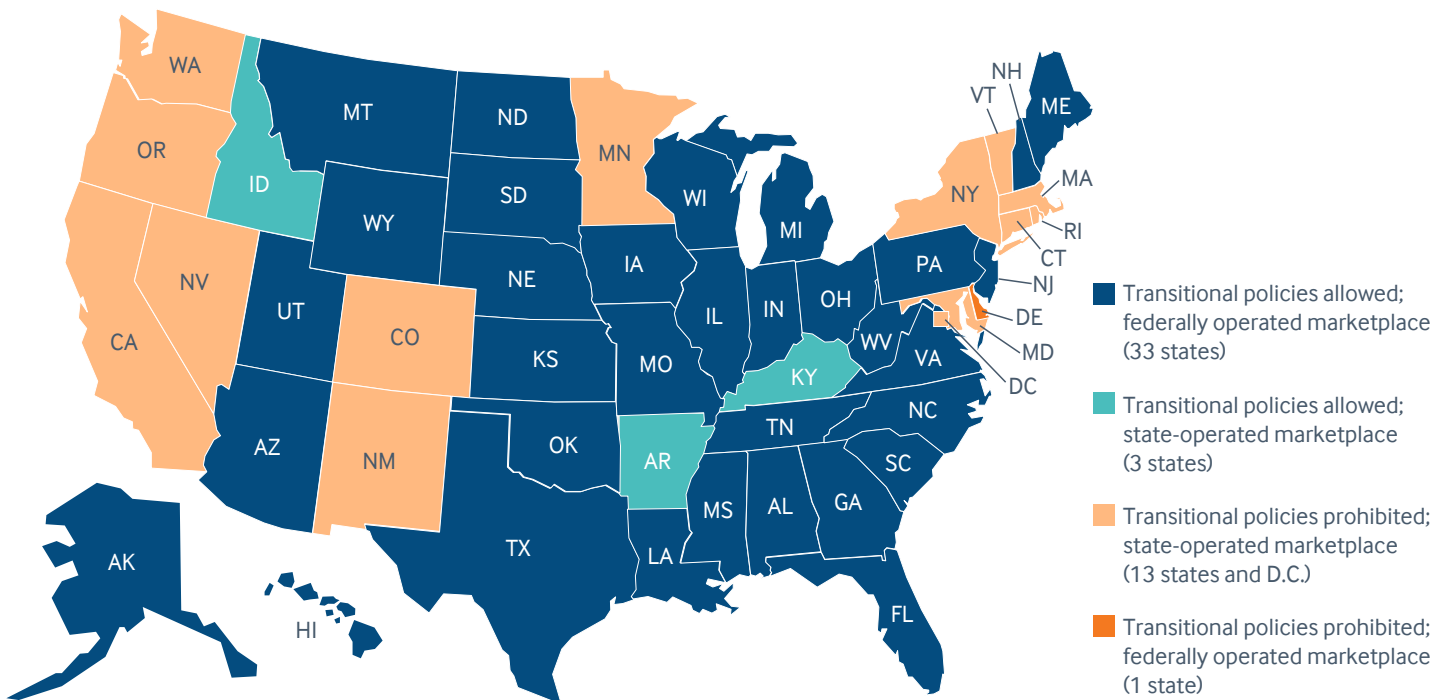 NH
VT
WA
ME
MT
ND
OR
MN
ID
SD
WI
NY
MA
WY
MI
RI
CT
IA
PA
NE
NV
NJ
OH
UT
IL
IN
DE
CA
CO
WV
MD
KS
MO
VA
KY
DC
NC
TN
AZ
OK
NM
AR
SC
MS
AL
GA
TX
LA
AK
FL
HI
Transitional policies allowed;
federally operated marketplace
(33 states)
Transitional policies allowed;
state-operated marketplace
(3 states)
Transitional policies prohibited;
state-operated marketplace
(13 states and D.C.)
Transitional policies prohibited;
federally operated marketplace
(1 state)